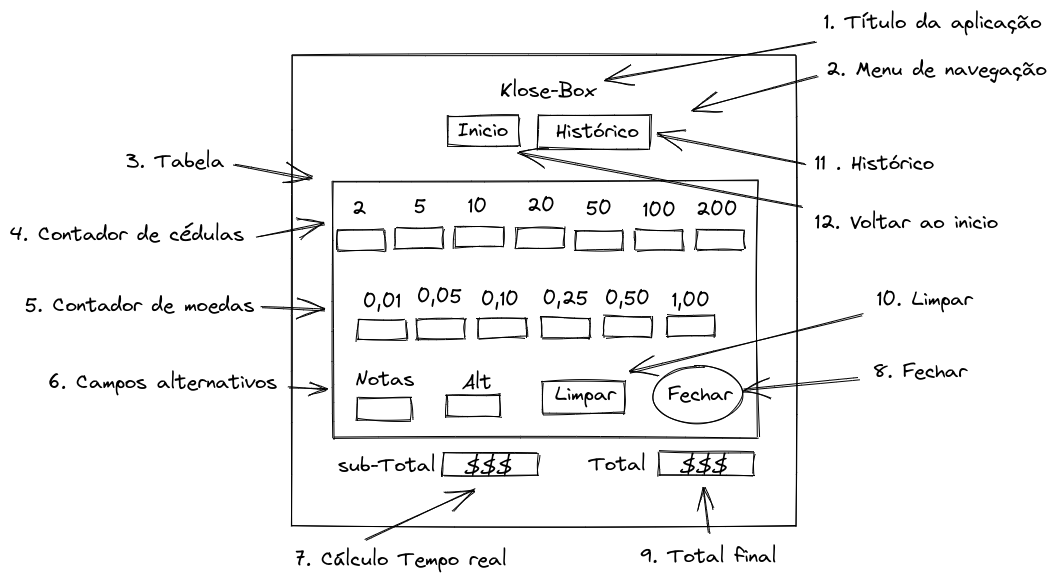 1. Título da aplicação
2. Menu de navegação
Klose-Box
Inicio Histórico
3. Tabela
11 . Histórico
2 5 10 20 50 100 200
4. Contador de cédulas
12. Voltar ao inicio
5. Contador de moedas
0,01 0,05 0,10 0,25 0,50 1,00
10. Limpar
6. Campos alternativos
Notas Alt Limpar Fechar
8. Fechar
sub-Total $$$ Total $$$
7. Cálculo Tempo real
9. Total final